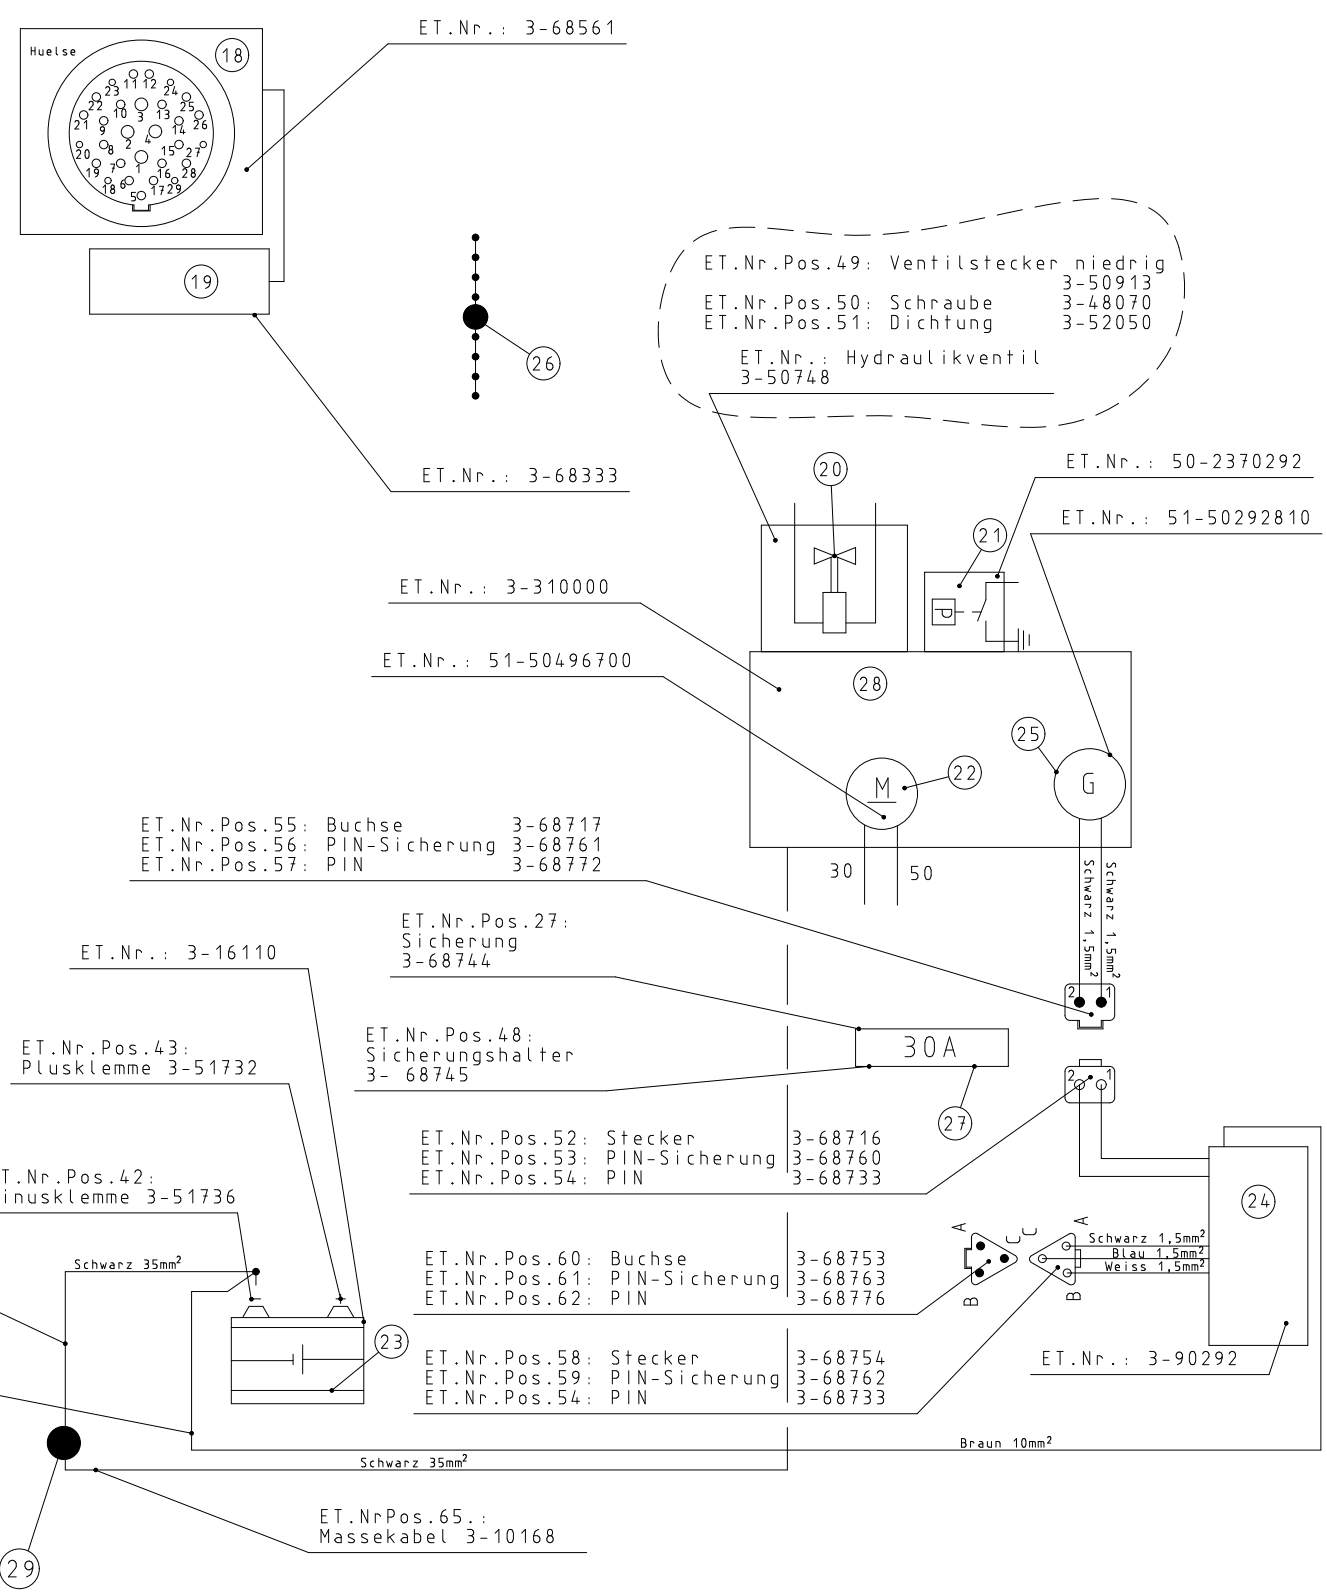 ET.Nr.: 3-68561
Huelse
18
11 12
23 24
22 10 3 13 25
21 9 14 26
2 4
20 8 15 27
19 7 1 16 28
18 6 17 29
5
19
26
ET.Nr.: 3-68333
ET.Nr.Pos.49: Ventilstecker niedrig
3-50913
ET.Nr.Pos.50: Schraube 3-48070
ET.Nr.Pos.51: Dichtung 3-52050
ET.Nr.: Hydraulikventil
3-50748
20
ET.Nr.: 50-2370292
21
ET.Nr.: 51-50292810
P
ET.Nr.: 3-310000
ET.Nr.: 51-50496700
28
25
22
M
G
30
50
Schwarz 1,5mm²
Schwarz 1,5mm²
ET.Nr.Pos.55: Buchse 3-68717
ET.Nr.Pos.56: PIN-Sicherung 3-68761
ET.Nr.Pos.57: PIN 3-68772
ET.Nr.Pos.27:
Sicherung
3-68744
ET.Nr.: 3-16110
2 1
ET.Nr.Pos.48:
Sicherungshalter
3- 68745
30A
27
2 1
ET.Nr.Pos.43:
Plusklemme 3-51732
ET.Nr.Pos.52: Stecker 3-68716
ET.Nr.Pos.53: PIN-Sicherung 3-68760
ET.Nr.Pos.54: PIN 3-68733
T.Nr.Pos.42:
inusklemme 3-51736
24
A C C A
B B
Schwarz 1,5mm²
Blau 1,5mm²
Weiss 1,5mm²
Schwarz 35mm²
ET.Nr.Pos.60: Buchse 3-68753
ET.Nr.Pos.61: PIN-Sicherung 3-68763
ET.Nr.Pos.62: PIN 3-68776
- +
23
ET.Nr.Pos.58: Stecker 3-68754
ET.Nr.Pos.59: PIN-Sicherung 3-68762
ET.Nr.Pos.54: PIN 3-68733
ET.Nr.: 3-90292
Braun 10mm²
Schwarz 35mm²
ET.NrPos.65.:
Massekabel 3-10168
29